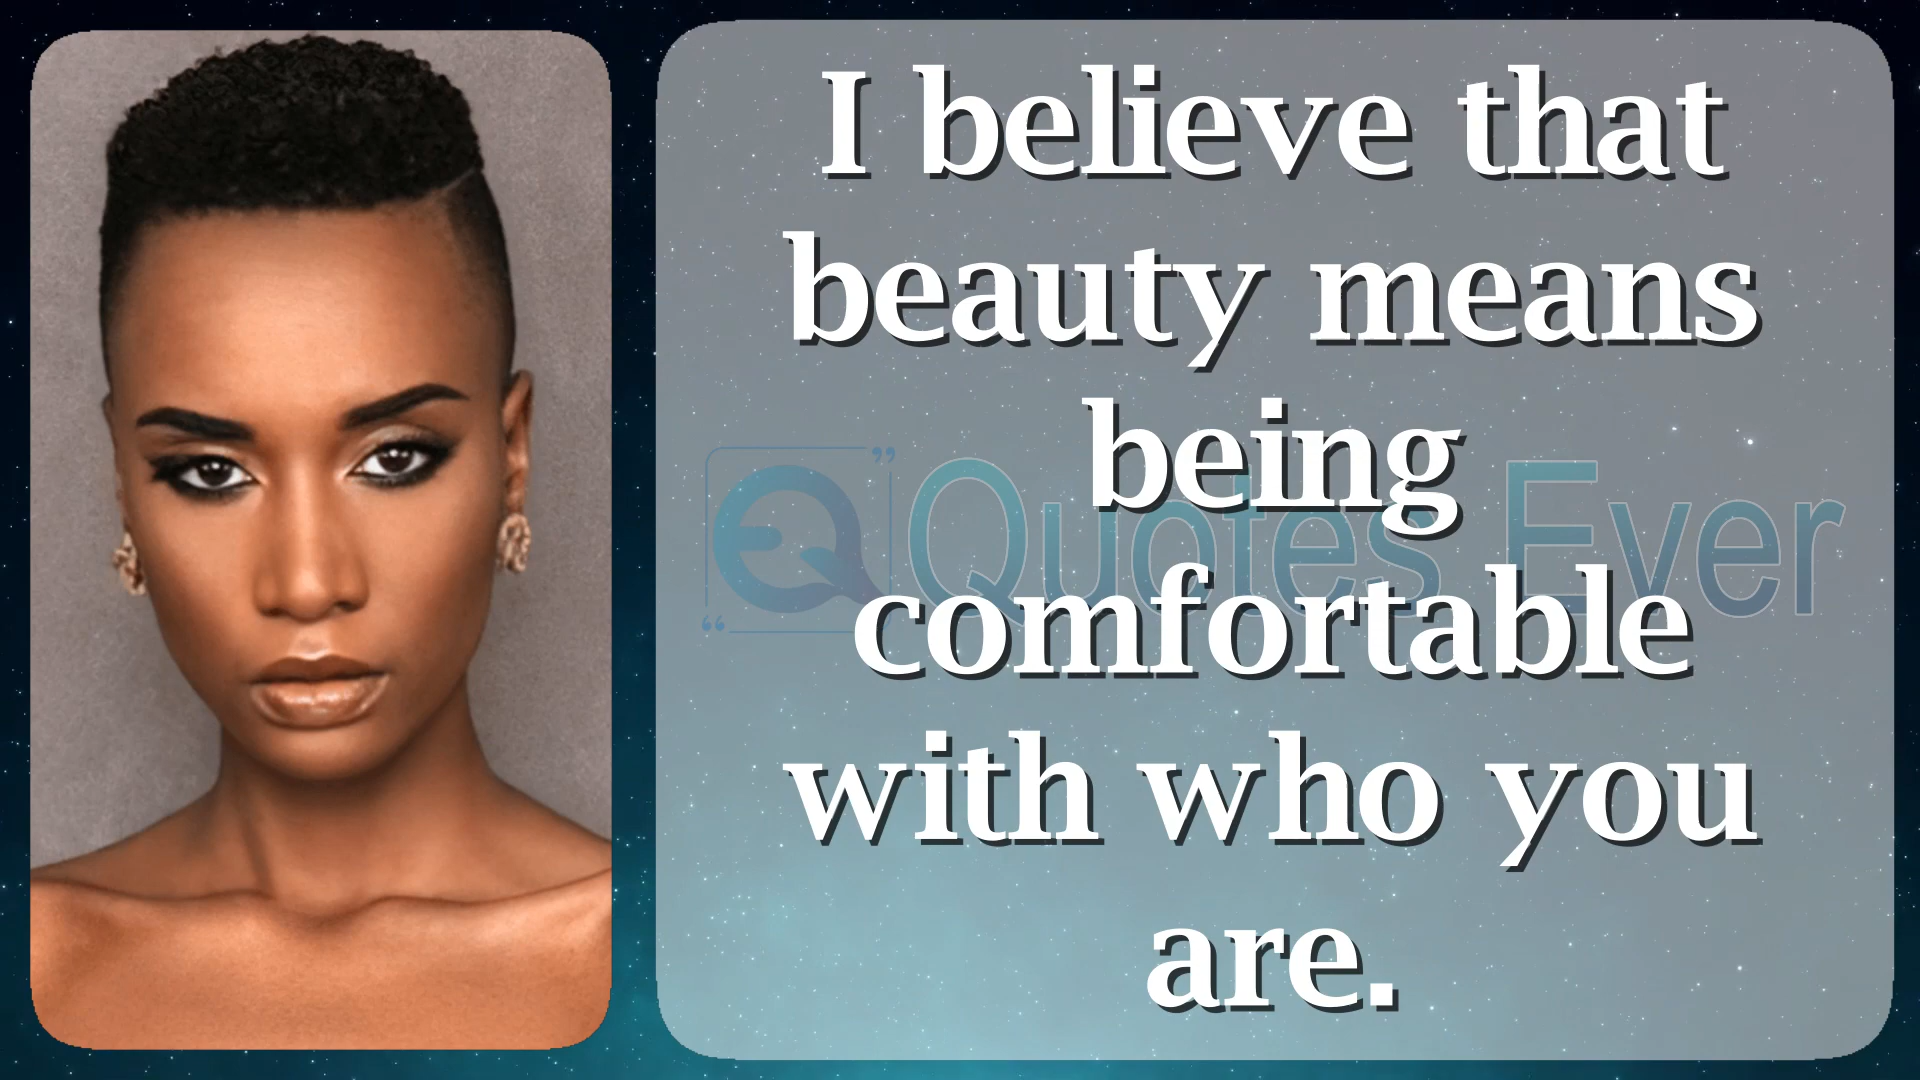 I believe that
beauty means
being
Quotes Ever
comfortable
with who you
are.